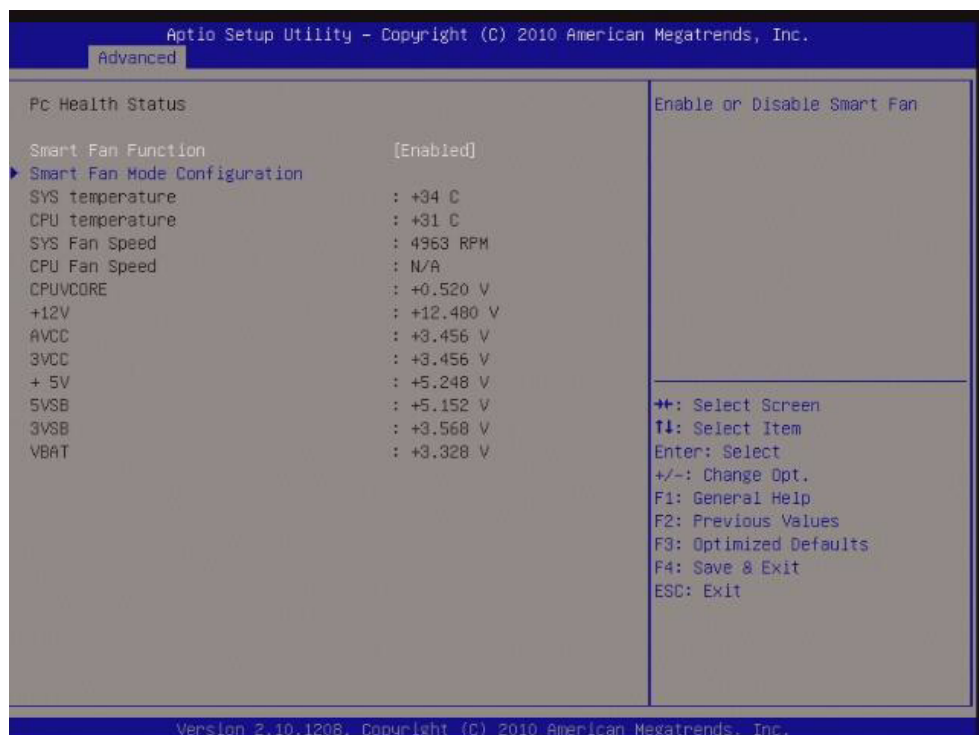 Aptio Setup Utility – Copyright (C) 2010 American Megatrends, Inc.
Advanced
Pc Health Status
Smart Fan Function [Enabled]
Smart Fan Mode Configuration
SYS temperature : +34 C
CPU temperature : +31 C
SYS Fan Speed : 4963 RPM
CPU Fan Speed : N/A
CPUVCORE : +0.520 V
+12V : +12.480 V
AVCC : +3.456 V
3VCC : +3.456 V
+ 5V : +5.248 V
5VSB : +5.152 V
3VSB : +3.568 V
VBAT : +3.328 V
Enable or Disable Smart Fan
→←: Select Screen
↑↓: Select Item
Enter: Select
+/-: Change Opt.
F1: General Help
F2: Previous Values
F3: Optimized Defaults
F4: Save & Exit
ESC: Exit
Version 2.10.1208. Copyright (C) 2010 American Megatrends, Inc.